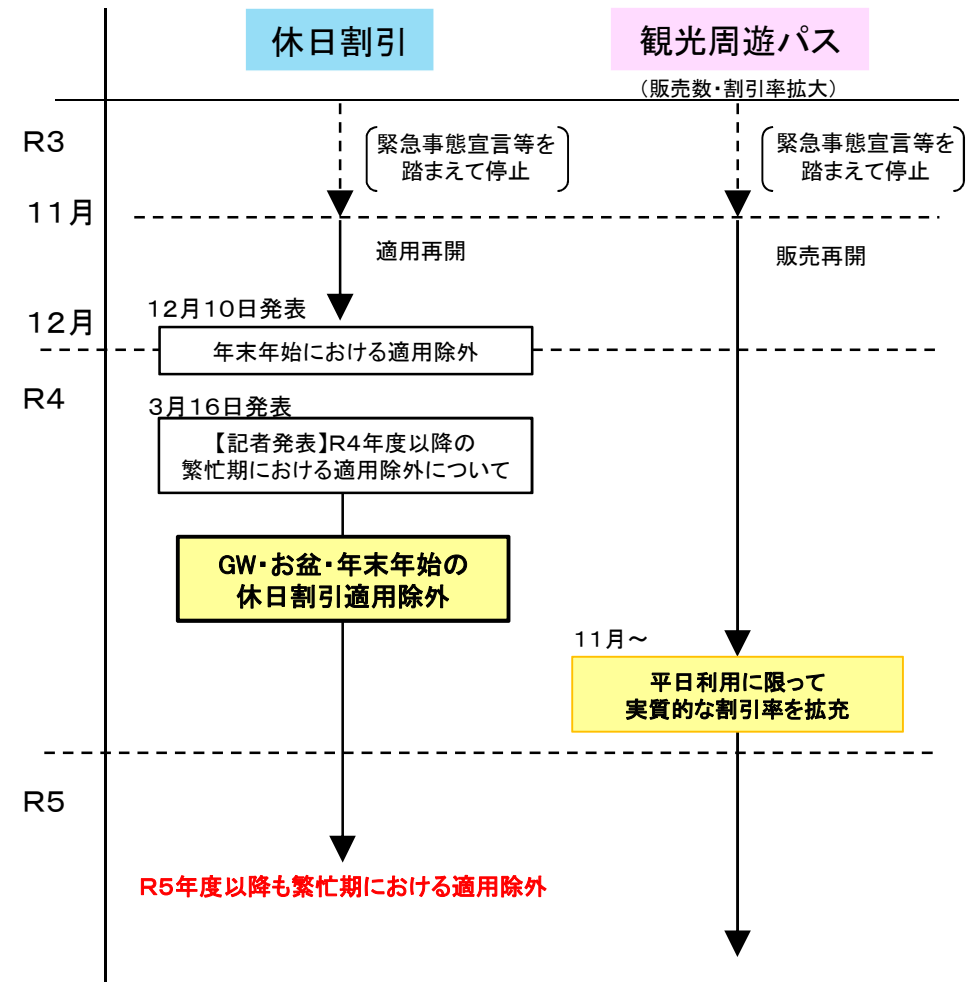 休日割引
観光周遊パス
(販売数・割引率拡大)
R3
緊急事態宣言等を
踏まえて停止
緊急事態宣言等を
踏まえて停止
11月
適用再開
販売再開
12月
12月10日発表
年末年始における適用除外
R4
3月16日発表
【記者発表】R4年度以降の
繁忙期における適用除外について
GW・お盆・年末年始の
休日割引適用除外
11月～
平日利用に限って
実質的な割引率を拡充
R5
R5年度以降も繁忙期における適用除外